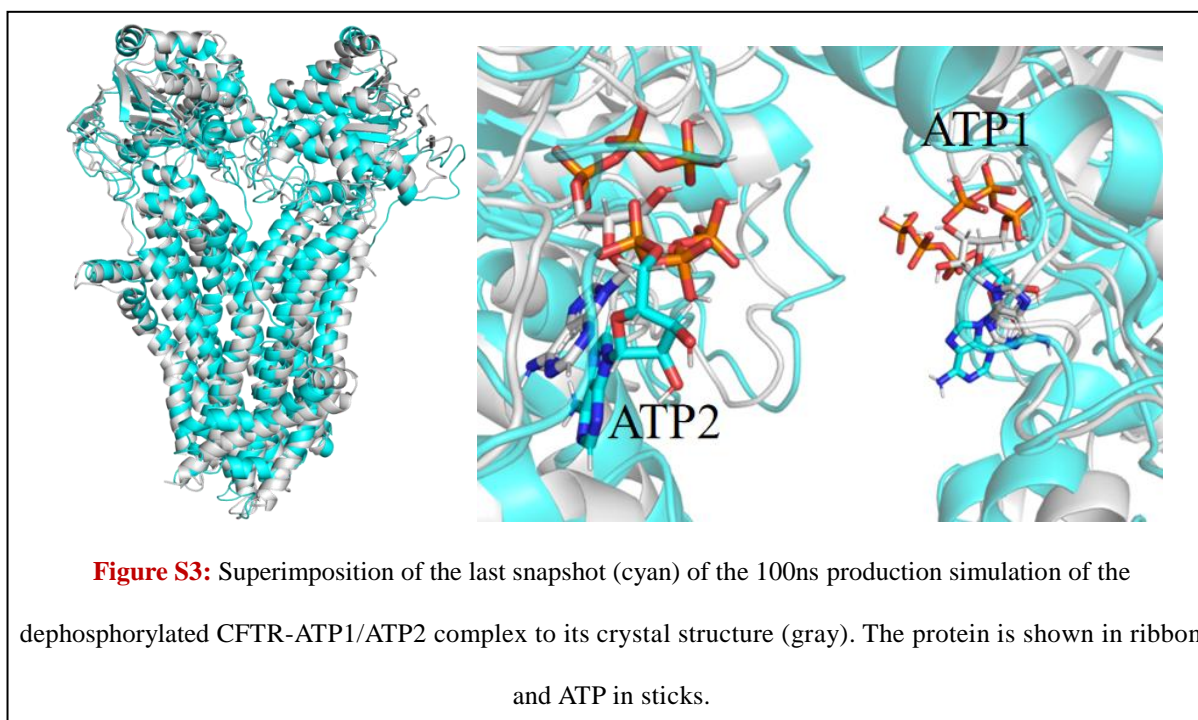 ATP1
ATP2
Figure S3: Superimposition of the last snapshot (cyan) of the 100ns production simulation of the
dephosphorylated CFTR-ATP1/ATP2 complex to its crystal structure (gray). The protein is shown in ribbon
and ATP in sticks.